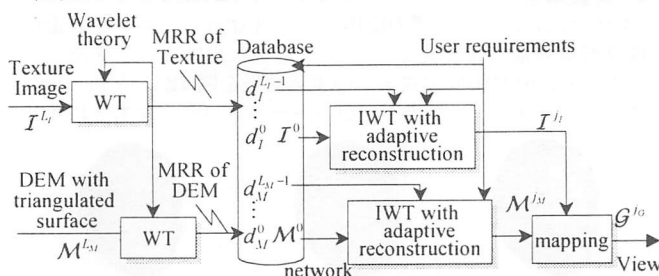 Wavelet
theory
MRR of
Texture
Database
User requirements
Texture
Image
I^{L_I}
WT
d_I^{L_I-1}
⋮
d_I^0 I^0
IWT with
adaptive
reconstruction
I^{j_I}
DEM with
triangulated
surface
M^{L_M}
WT
MRR of
DEM
d_M^{L_M-1}
⋮
d_M^0 M^0
IWT with
adaptive
reconstruction
M^{j_M}
mapping
G^{j_G}
View
network